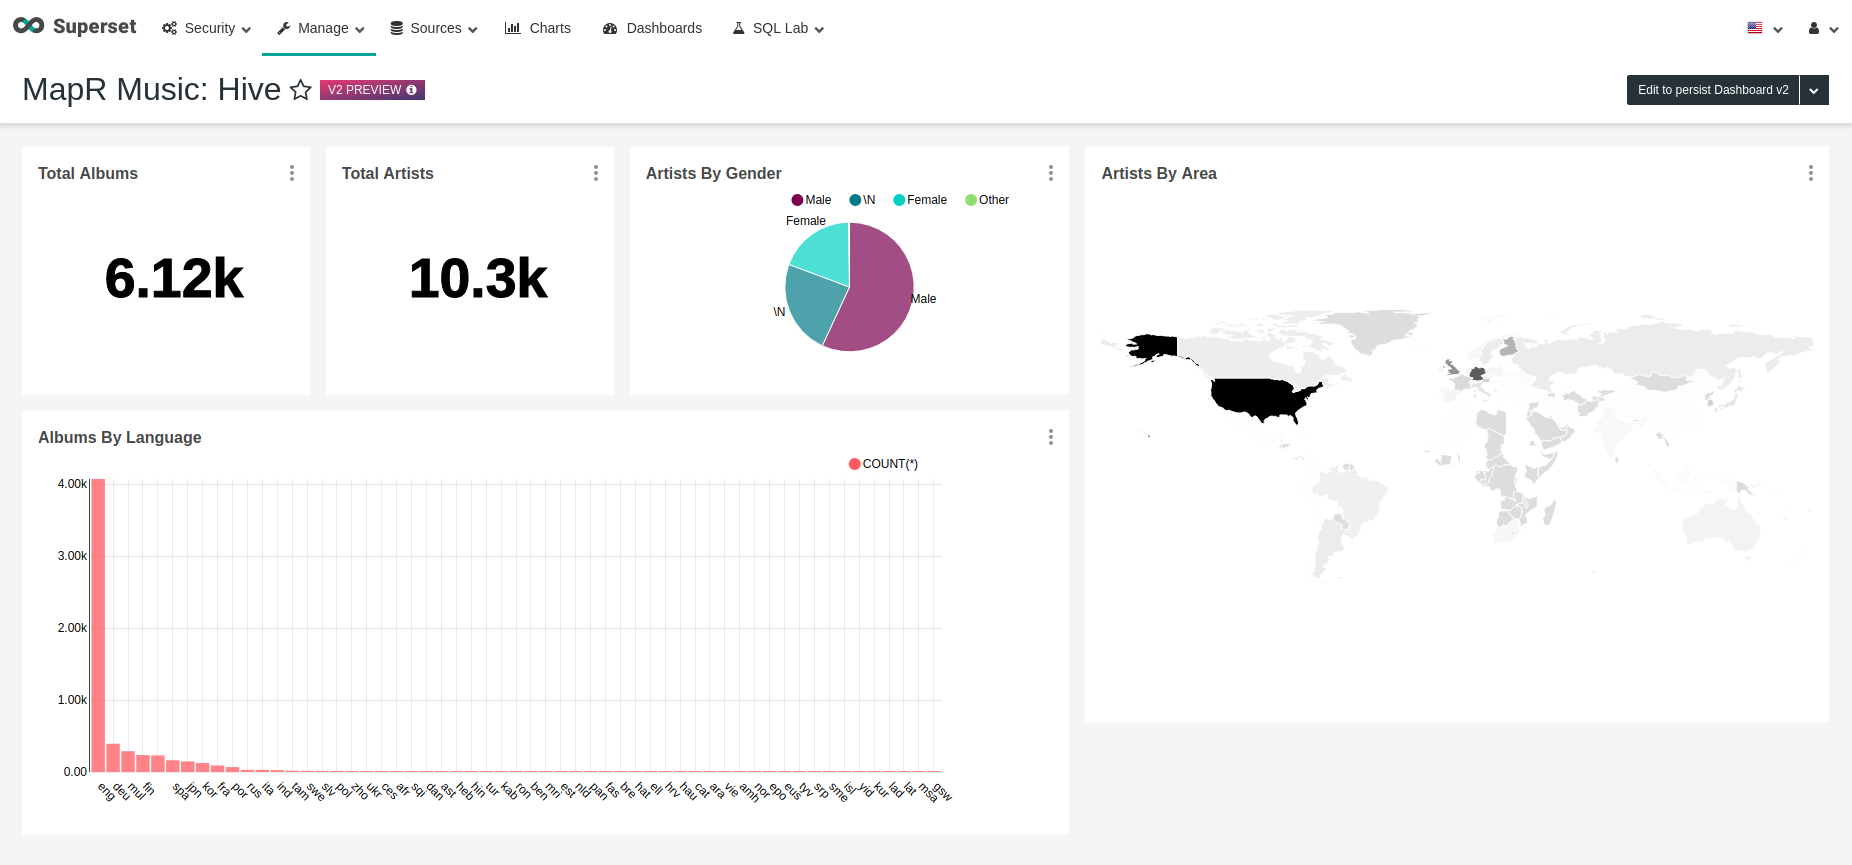 Superset Security Manage Sources Charts Dashboards SQL Lab
MapR Music: Hive V2 PREVIEW Edit to persist Dashboard v2
Total Albums
6.12k
Total Artists
10.3k
Artists By Gender
Male \N Female Other
Female
Male
\N
Artists By Area
Albums By Language
COUNT(*)
4.00k
3.00k
2.00k
1.00k
0.00
eng deu mul fin spa jpn kor fra por rus ita ind tam swe slv pol zho ukr ces afr sqi dan ast heb hin tur kab ron ben mri est nld pan fas bre hat ell hrv hau cat ara vie amh nor epo eus tyv srp sme isl yid kur lad lat msa gsw